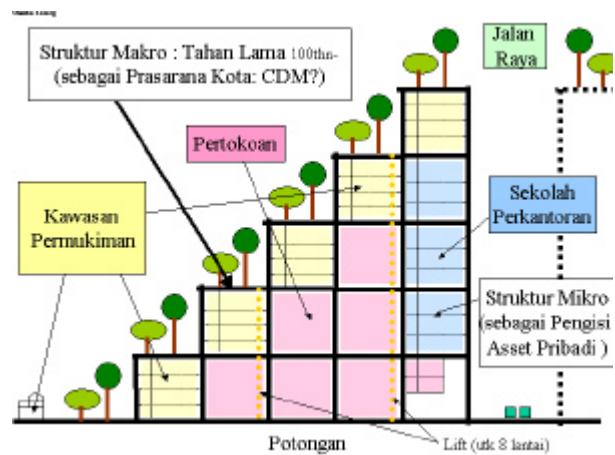 Struktur Makro : Tahan Lama 100thn-
(sebagai Prasarana Kota: CDM?)
Jalan
Raya
Pertokoan
Kawasan
Permukiman
Sekolah
Perkantoran
Struktur Mikro
(sebagai Pengisi
Asset Pribadi )
Potongan
Lift (utk 8 lantai)